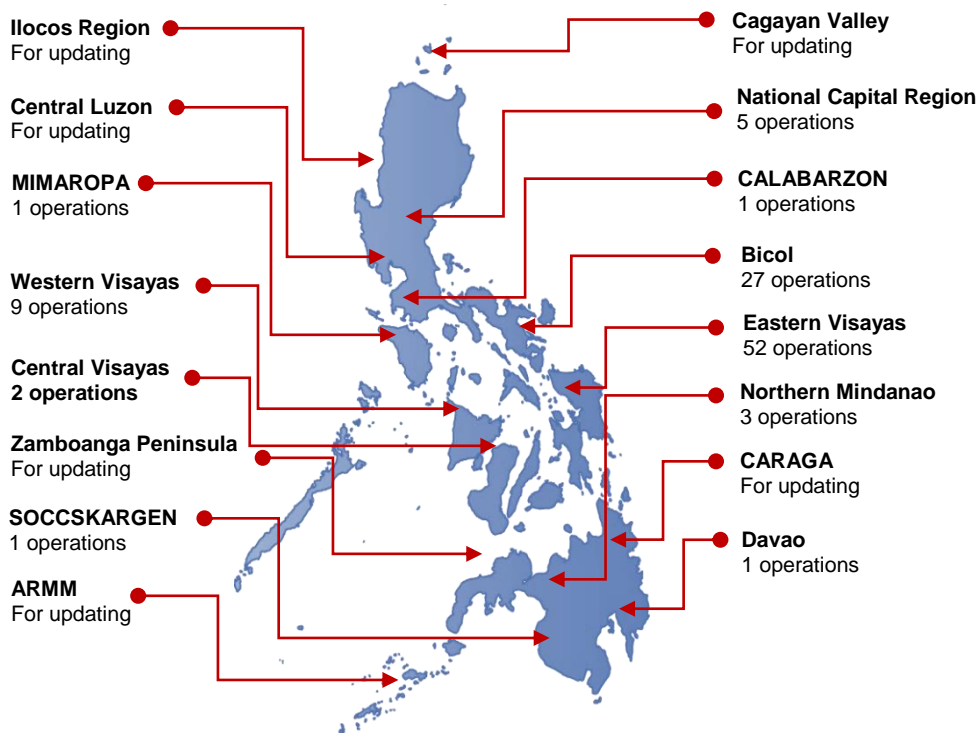 Ilocos Region
For updating
Central Luzon
For updating
MIMAROPA
1 operations
Western Visayas
9 operations
Central Visayas
2 operations
Zamboanga Peninsula
For updating
SOCCSKARGEN
1 operations
ARMM
For updating
Cagayan Valley
For updating
National Capital Region
5 operations
CALABARZON
1 operations
Bicol
27 operations
Eastern Visayas
52 operations
Northern Mindanao
3 operations
CARAGA
For updating
Davao
1 operations